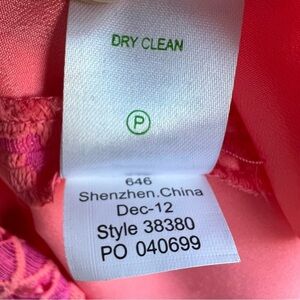 DRY CLEAN
P
646
Shenzhen.China
Dec-12
Style 38380
PO 040699